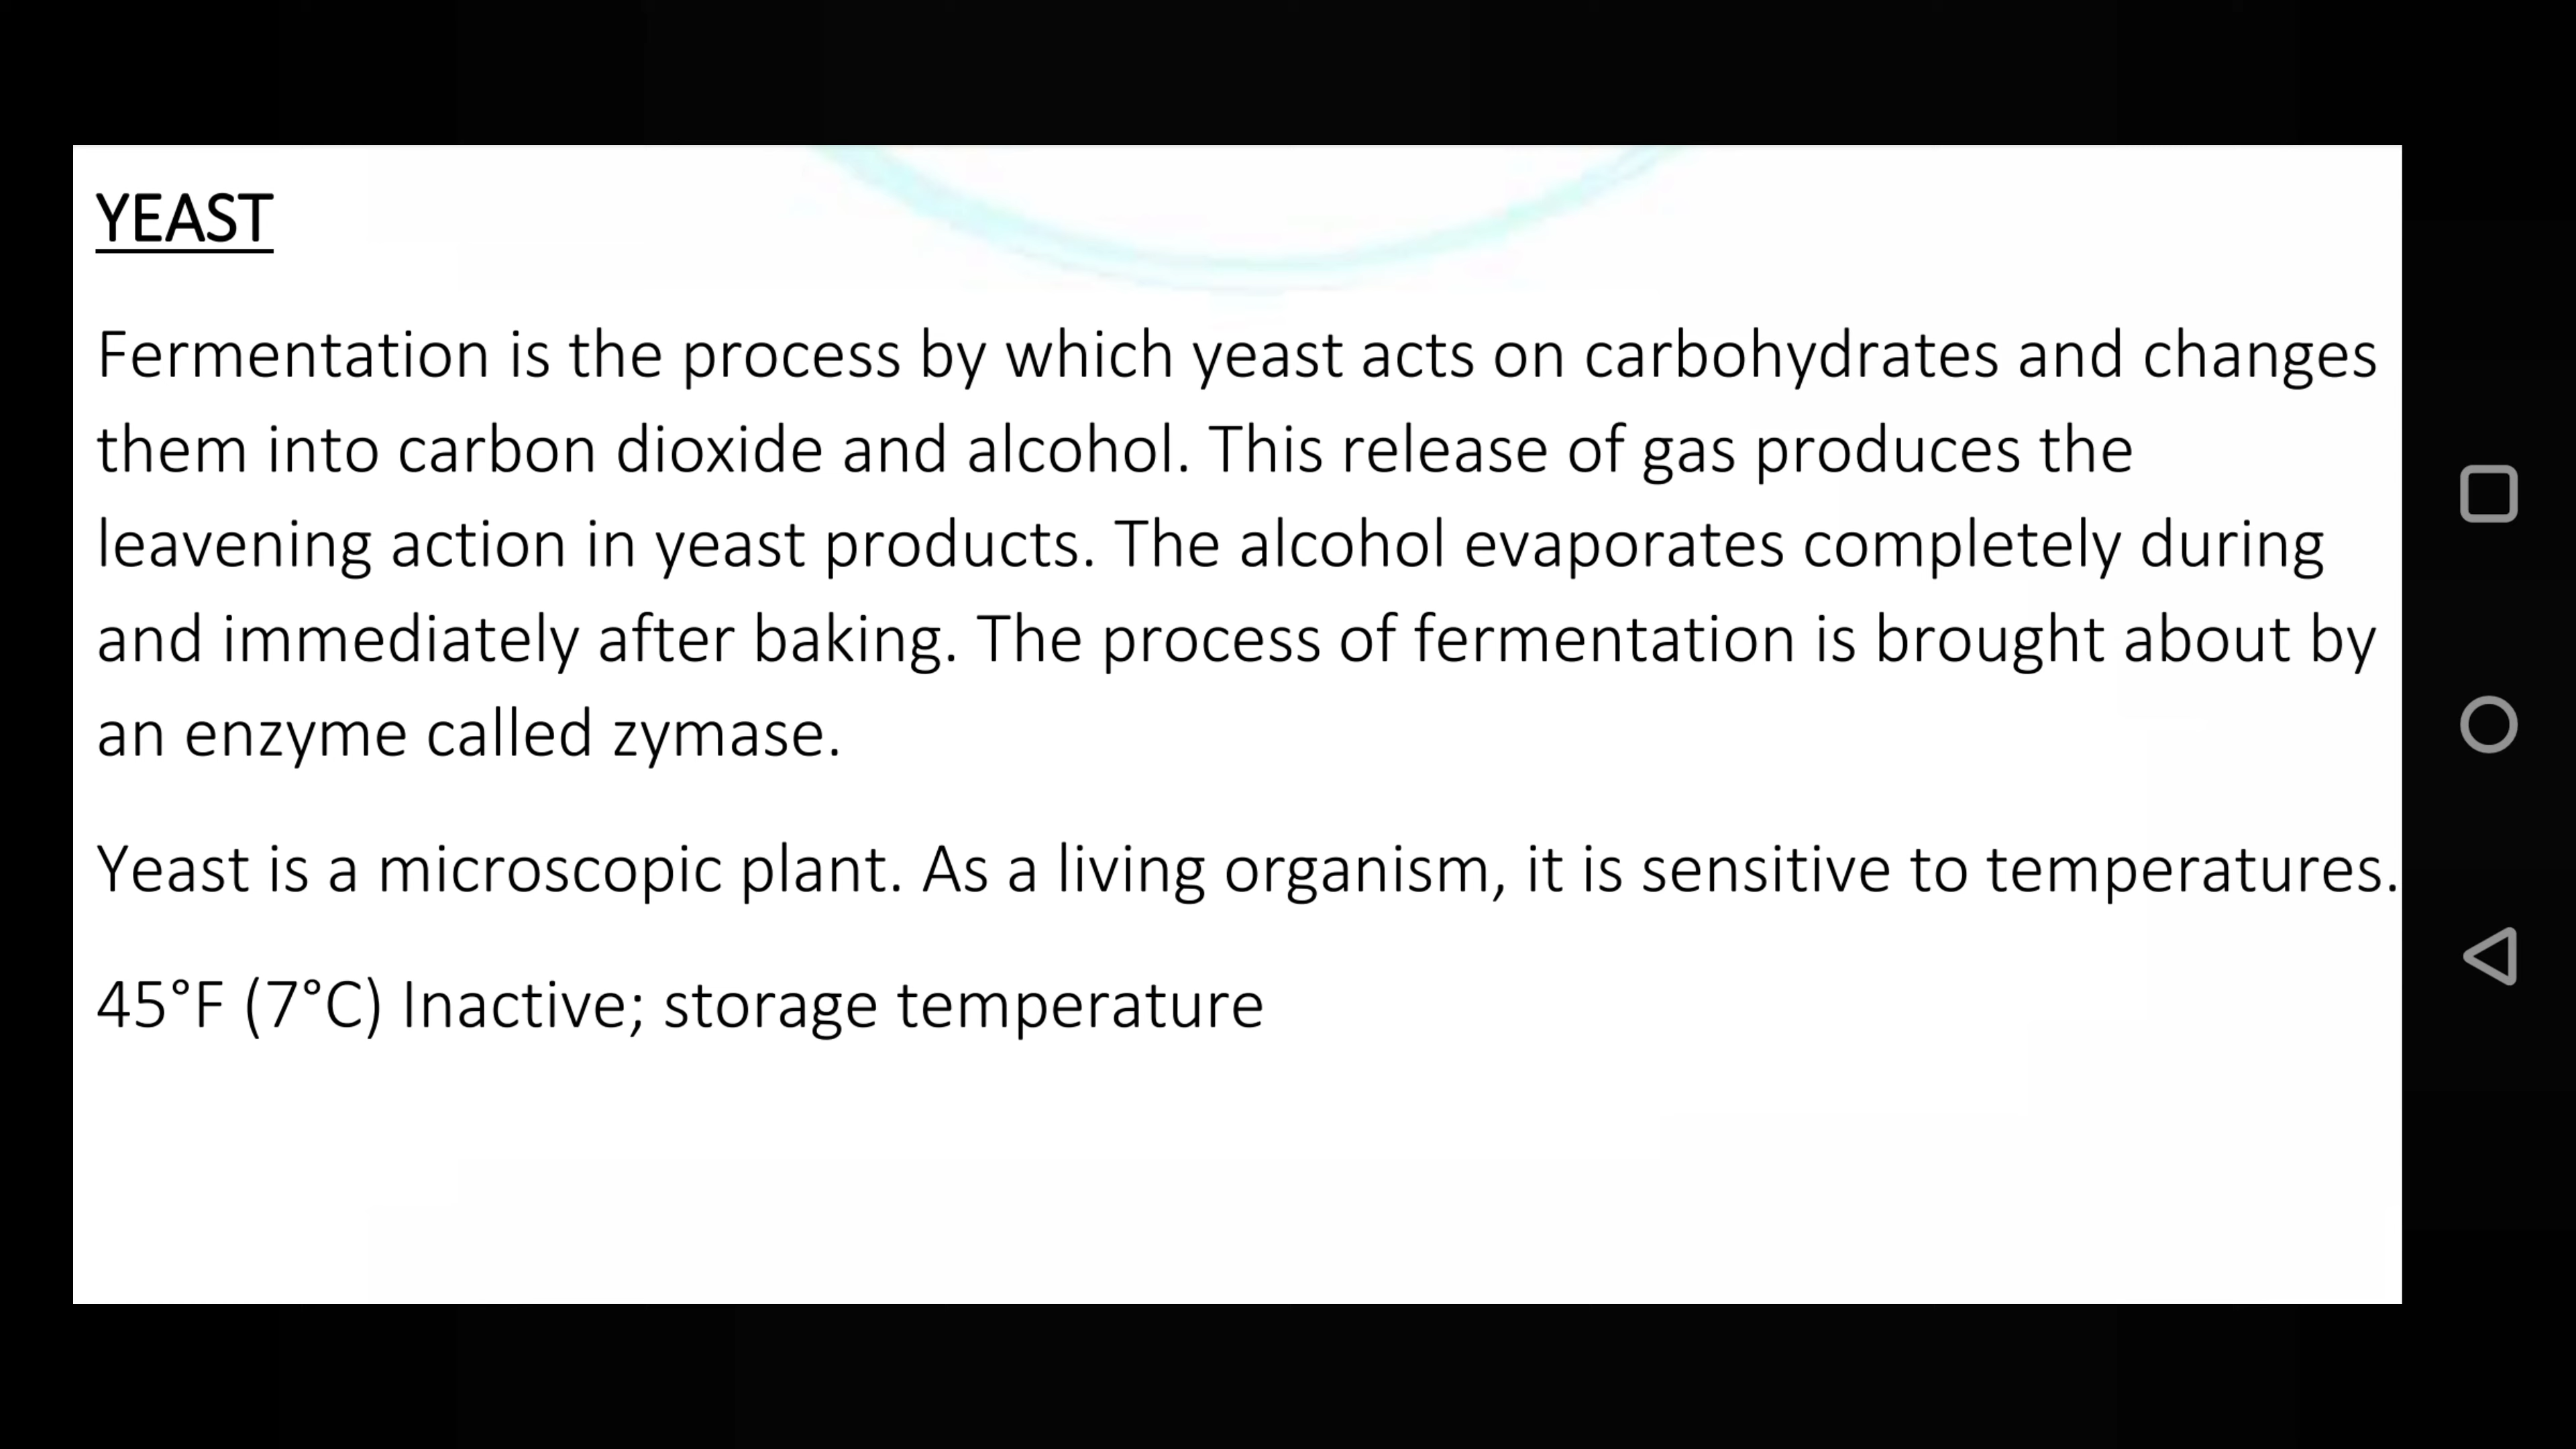 YEAST
Fermentation is the process by which yeast acts on carbohydrates and changes
them into carbon dioxide and alcohol. This release of gas produces the
leavening action in yeast products. The alcohol evaporates completely during
and immediately after baking. The process of fermentation is brought about by
an enzyme called zymase.
Yeast is a microscopic plant. As a living organism, it is sensitive to temperatures.
45°F (7°C) Inactive; storage temperature